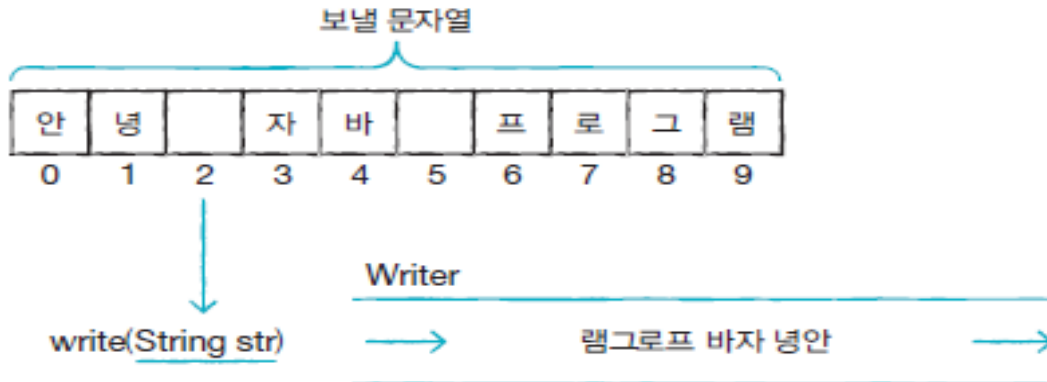 보낼 문자열
안 녕 자 바 프 로 그 램
0 1 2 3 4 5 6 7 8 9
Writer
write(String str)
램그로프 바자 녕안